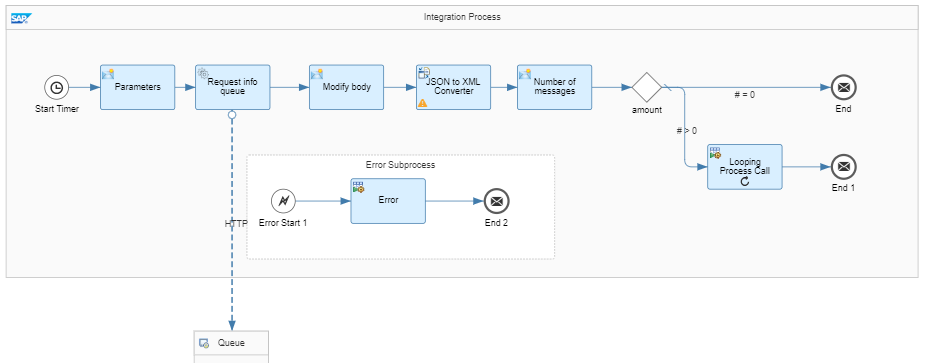 SAP
Integration Process
Start Timer
Parameters
Request info
queue
Modify body
JSON to XML
Converter
Number of
messages
amount
# = 0
End
# > 0
Looping
Process Call
End 1
Error Subprocess
Error Start 1
Error
End 2
HTTP
Queue